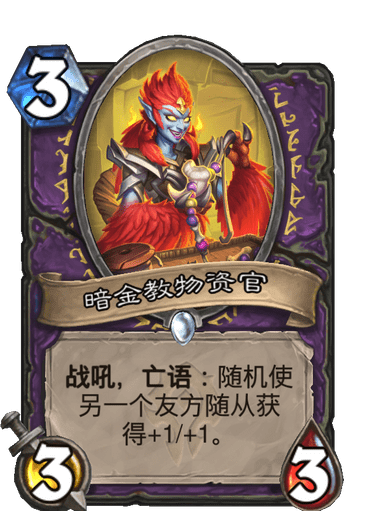 3
暗金教物资官
战吼，亡语：随机使
另一个友方随从获
得+1/+1。
3
3